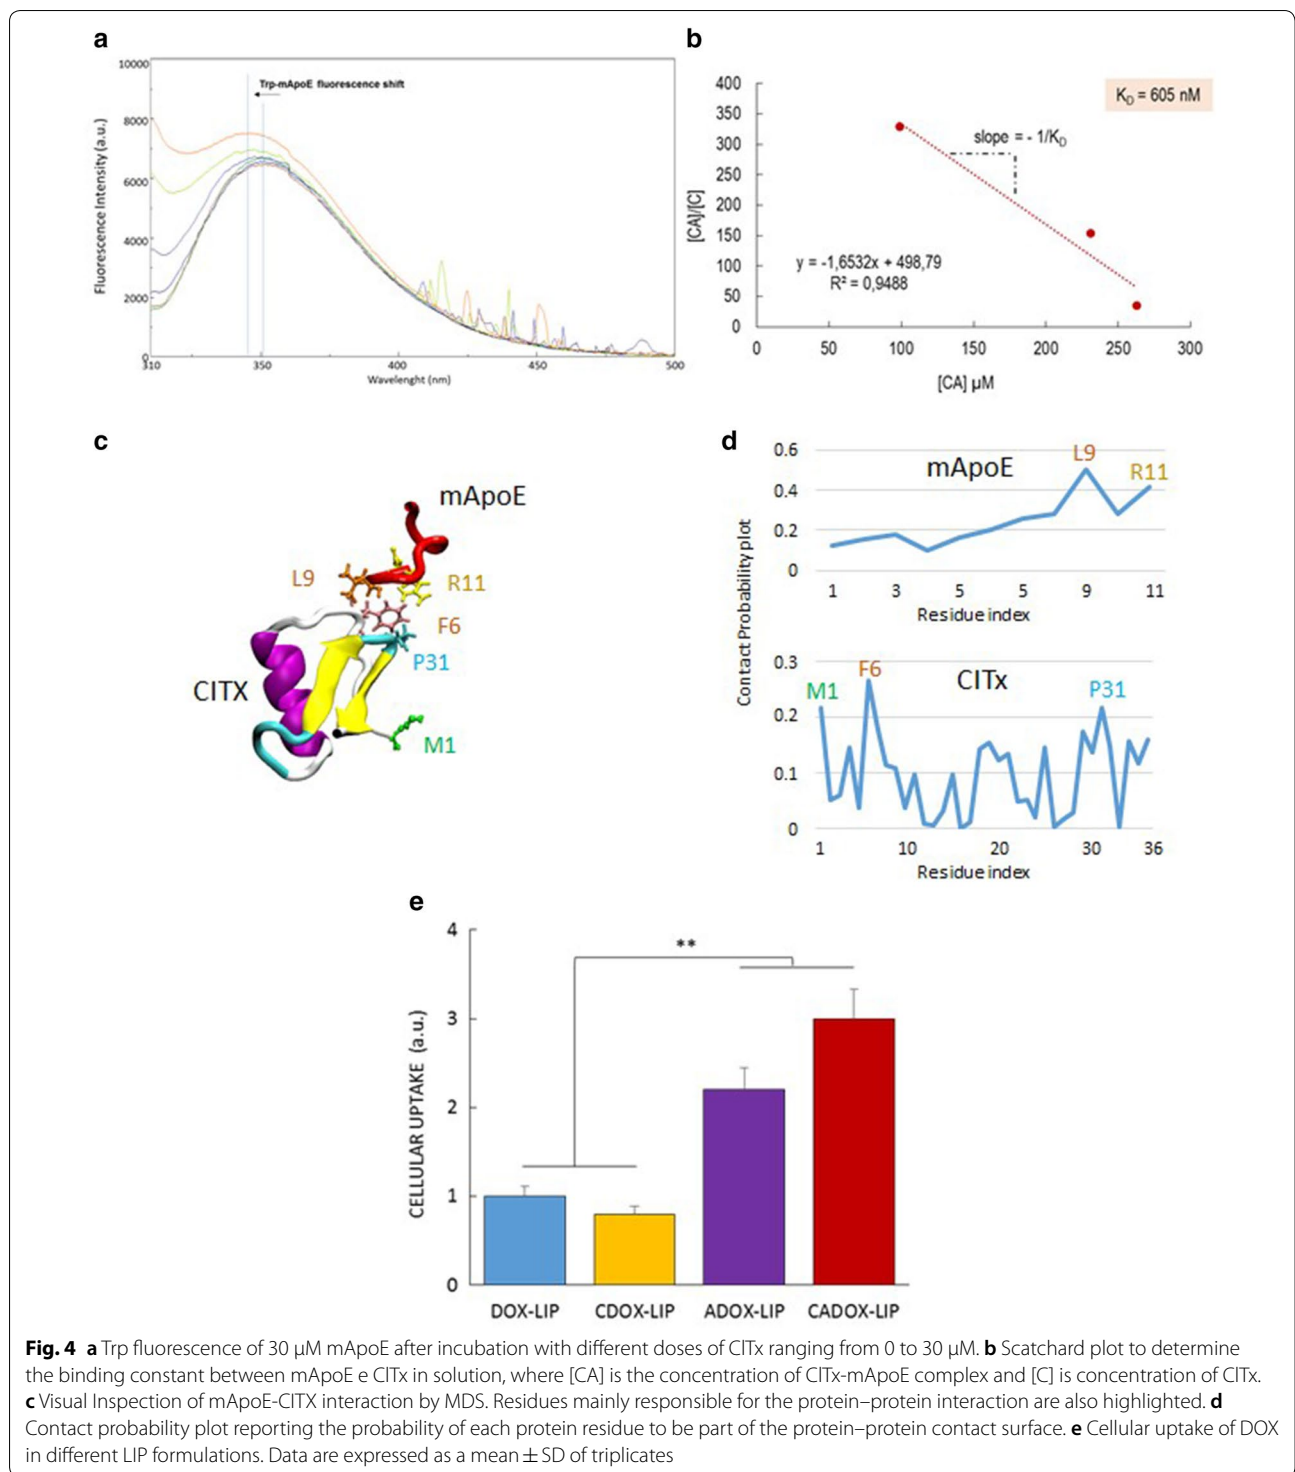 a
10000
8000
6000
4000
2000
0
Fluorescence Intensity (a.u.)
Trp-mApoE fluorescence shift
310 350 400 450 500
Wavelenght (nm)
b
400
350
300
250
200
150
100
50
0
[CA]/[C]
K_D = 605 nM
slope = - 1/K_D
y = -1,6532x + 498,79
R² = 0,9488
0 50 100 150 200 250 300
[CA] µM
c
mApoE
L9
R11
F6
P31
CITX
M1
d
Contact Probability plot
0.6
0.4
0.2
0
mApoE
L9
R11
1 3 5 5 9 11
Residue index
0.3
0.2
0.1
0
M1
F6
ClTx
P31
1 10 20 30 36
Residue index
e
4
3
2
1
0
CELLULAR UPTAKE (a.u.)
**
DOX-LIP CDOX-LIP ADOX-LIP CADOX-LIP
Fig. 4 a Trp fluorescence of 30 µM mApoE after incubation with different doses of ClTx ranging from 0 to 30 µM. b Scatchard plot to determine
the binding constant between mApoE e ClTx in solution, where [CA] is the concentration of ClTx-mApoE complex and [C] is concentration of ClTx.
c Visual Inspection of mApoE-CITX interaction by MDS. Residues mainly responsible for the protein–protein interaction are also highlighted. d
Contact probability plot reporting the probability of each protein residue to be part of the protein–protein contact surface. e Cellular uptake of DOX
in different LIP formulations. Data are expressed as a mean ± SD of triplicates